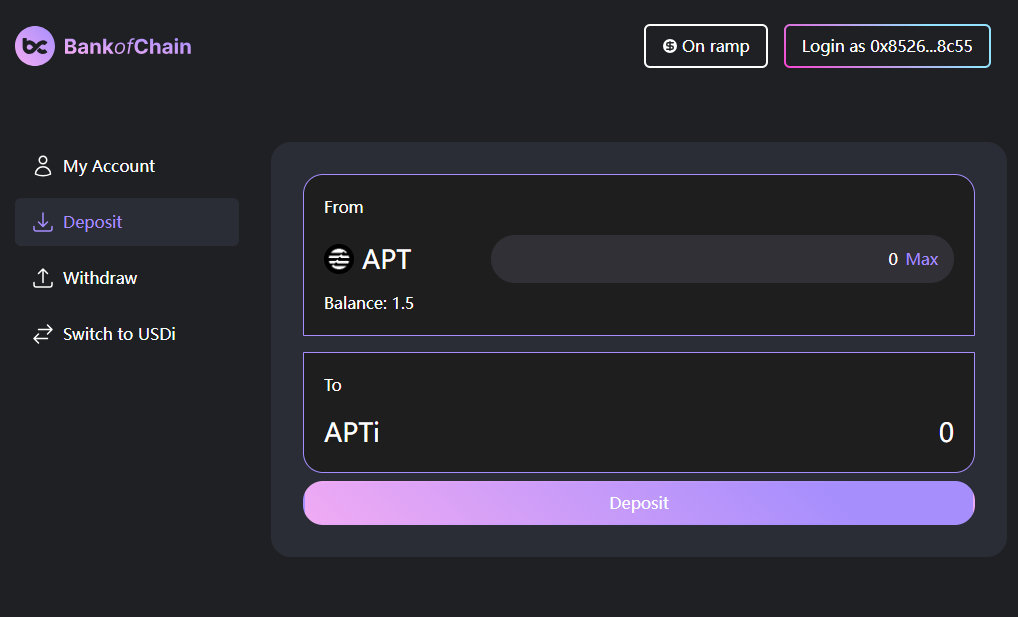 BankofChain
On ramp
Login as 0x8526...8c55
My Account
Deposit
Withdraw
Switch to USDi
From
APT
0 Max
Balance: 1.5
To
APTi
0
Deposit